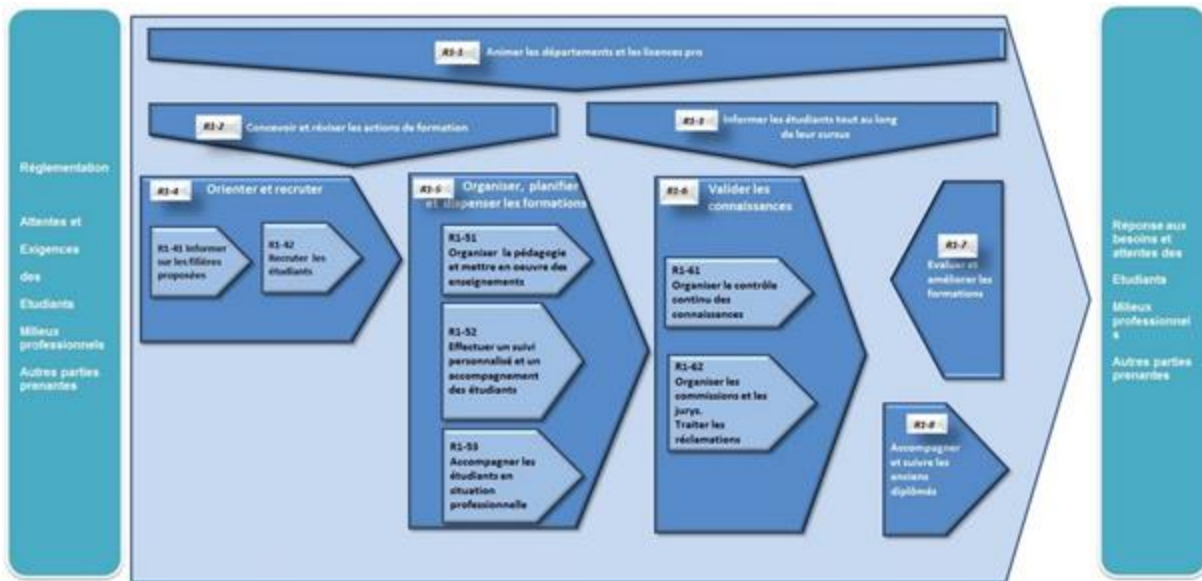 Réglementation
Attentes et
Exigences
des
Etudiants
Milieux
professionnels
Autres parties
prenantes
R1-1 Animer les départements et les licences pro
R1-2 Concevoir et réviser les actions de formation
R1-3 Informer les étudiants tout au long
de leur cursus
R1-4 Orienter et recruter
R1-41 Informer
sur les filières
proposées
R1-42
Recruter les
étudiants
R1-5 Organiser, planifier
et dispenser les formations
R1-51
Organiser la pédagogie
et mettre en oeuvre des
enseignements
R1-52
Effectuer un suivi
personnalisé et un
accompagnement
des étudiants
R1-53
Accompagner les
étudiants en
situation
professionnelle
R1-6 Valider les
connaissances
R1-61
Organiser le contrôle
continu des
connaissances
R1-62
Organiser les
commissions et les
jurys.
Traiter les
réclamations
R1-7
Evaluer et
améliorer les
formations
R1-8
Accompagner
et suivre les
anciens
diplômés
Réponse aux
besoins et
attentes des
Etudiants
Milieux
professionnel
s
Autres parties
prenantes